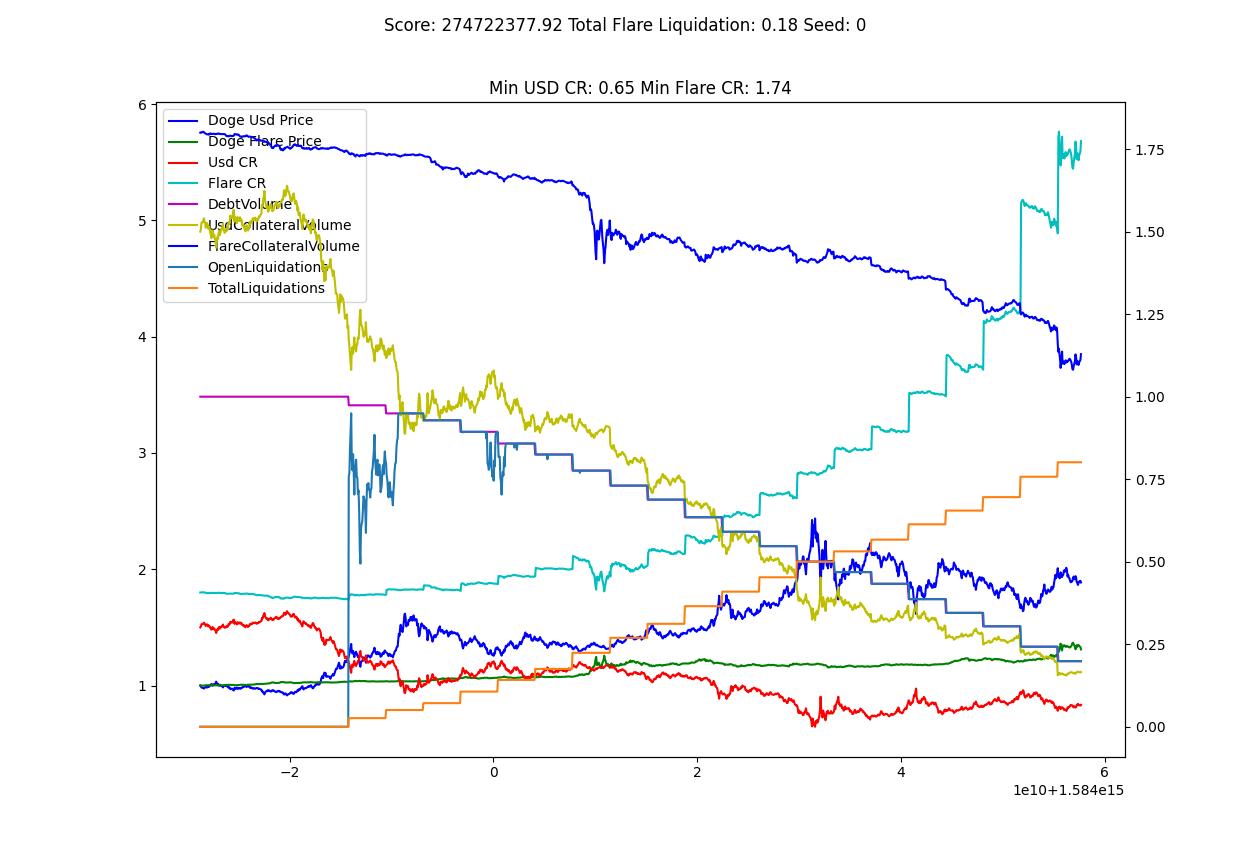 Score: 274722377.92 Total Flare Liquidation: 0.18 Seed: 0
Min USD CR: 0.65 Min Flare CR: 1.74
Doge Usd Price
Doge Flare Price
Usd CR
Flare CR
DebtVolume
UsdCollateralVolume
FlareCollateralVolume
OpenLiquidations
TotalLiquidations
6
5
4
3
2
1
1.75
1.50
1.25
1.00
0.75
0.50
0.25
0.00
−2
0
2
4
6
1e10+1.584e15